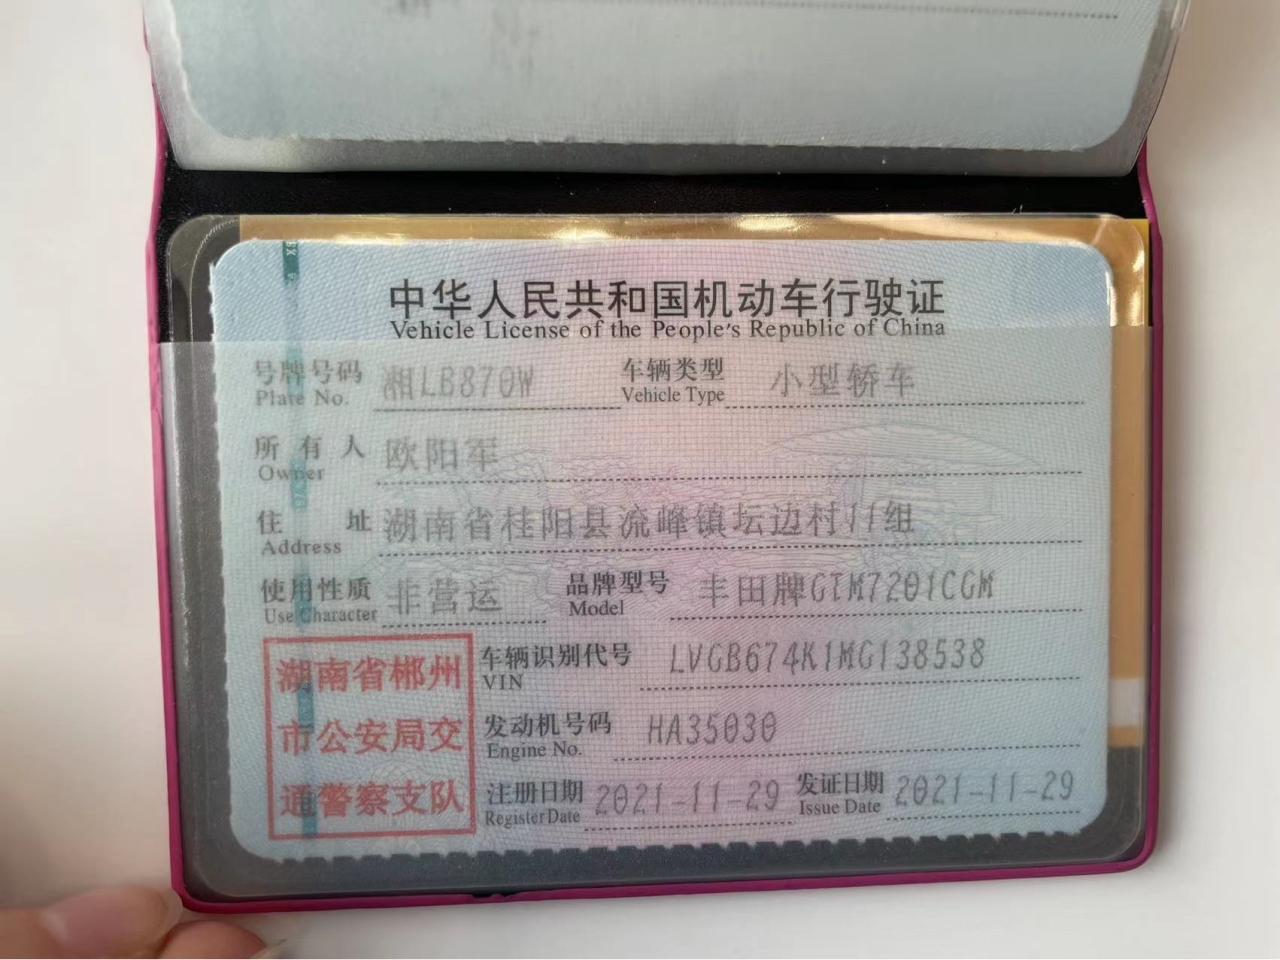 中华人民共和国机动车行驶证
Vehicle License of the People's Republic of China
号牌号码 湘LB870W 车辆类型 小型轿车
Plate No. Vehicle Type
所有人 欧阳军
Owner
住址 湖南省桂阳县流峰镇坛边村11组
Address
使用性质 非营运 品牌型号 丰田牌GTM7201CGM
Use Character Model
湖南省郴州
市公安局交
通警察支队
车辆识别代号 LVGB674K1MG138538
VIN
发动机号码 HA35030
Engine No.
注册日期 2021-11-29 发证日期 2021-11-29
Register Date Issue Date